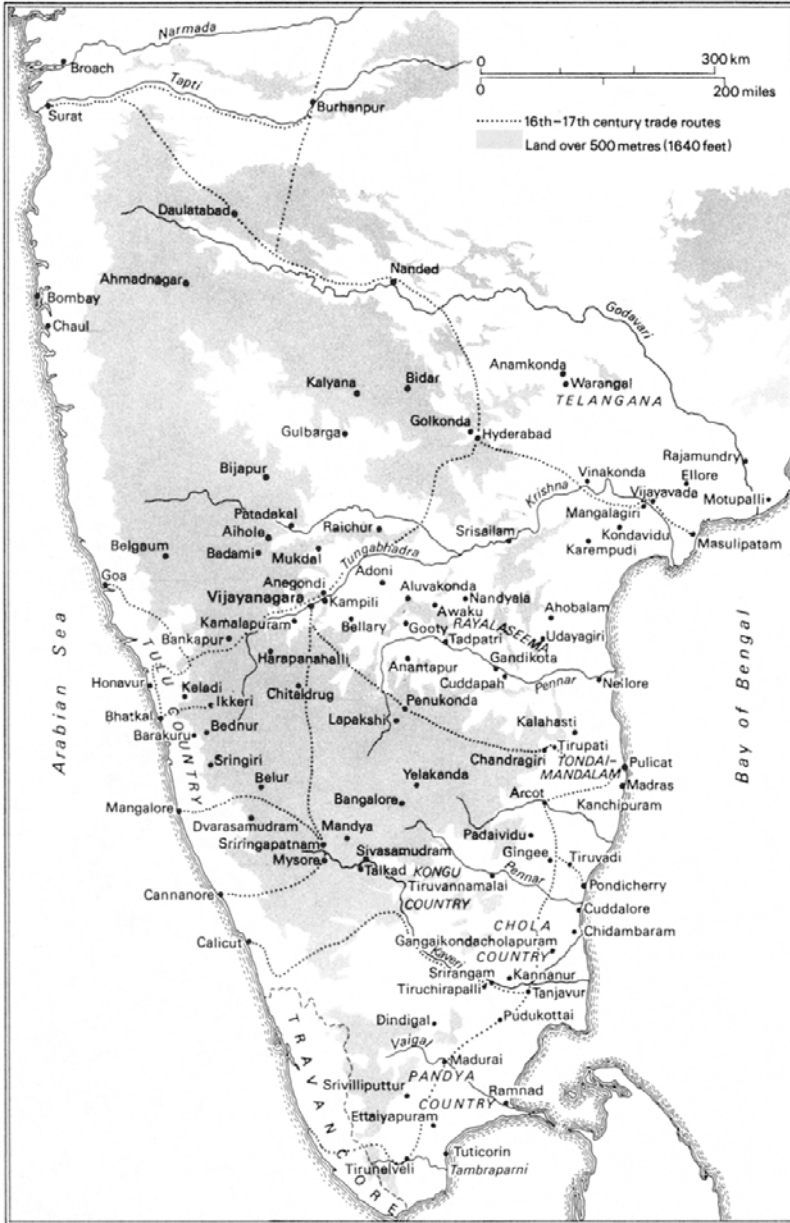 Narmada
Broach
Tapti
Surat
Burhanpur
0 300 km
0 200 miles
16th–17th century trade routes
Land over 500 metres (1640 feet)
Daulatabad
Nanded
Ahmadnagar
Bombay
Chaul
Godavari
Anamkonda
Warangal
TELANGANA
Kalyana
Bidar
Gulbarga
Golkonda
Hyderabad
Rajamundry
Bijapur
Vinakonda
Ellore
Krishna
Vijayavada
Motupalli
Patadakal
Mangalagiri
Aihole
Raichur
Srisailam
Kondavidu
Belgaum
Badami
Mukdal
Tungabhadra
Karempudi
Masulipatam
Goa
Anegondi
Adoni
Aluvakonda
Nandyala
Vijayanagara
Kampili
Awaku
Ahobalam
Kamalapuram
Bellary
Gooty
RAYALASEEMA
Udayagiri
Bankapur
Tadpatri
Harapanahalli
Anantapur
Gandikota
Cuddapah
Pennar
Nellore
Arabian Sea
TULU COUNTRY
Honavur
Keladi
Chitaldrug
Penukonda
Ikkeri
Bhatkal
Lapakshi
Kalahasti
Barakuru
Bednur
Tirupati
Bay of Bengal
Sringiri
Chandragiri
TONDAI-
MANDALAM
Pulicat
Belur
Yelakanda
Madras
Mangalore
Bangalore
Arcot
Kanchipuram
Dvarasamudram
Mandya
Padaividu
Sriringapatnam
Sivasamudram
Gingee
Tiruvadi
Mysore
Talkad
KONGU
COUNTRY
Tiruvannamalai
Pennar
Pondicherry
Cannanore
Cuddalore
CHOLA
COUNTRY
Chidambaram
Calicut
Gangaikondacholapuram
Kaveri
Srirangam
Kannanur
Tiruchirapalli
Tanjavur
TRAVANCORE
Dindigal
Pudukottai
Vaigai
Madurai
PANDYA
COUNTRY
Srivilliputtur
Ramnad
Ettaiyapuram
Tirunelveli
Tuticorin
Tambraparni